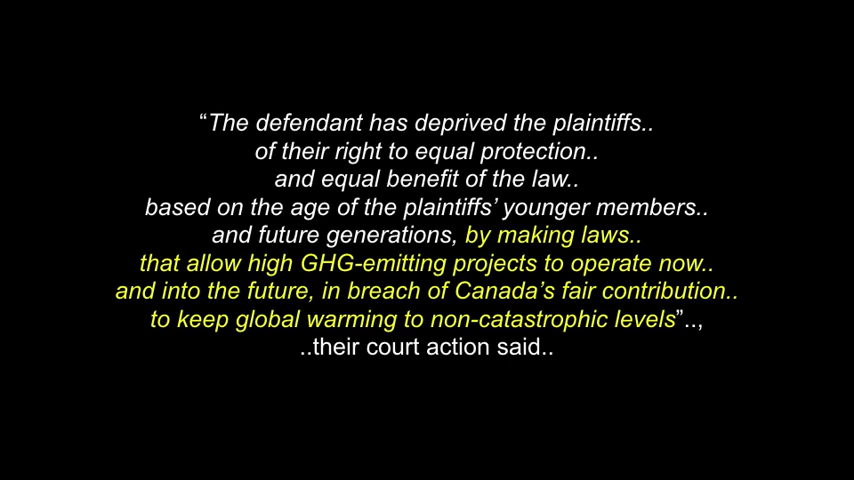 “The defendant has deprived the plaintiffs..
of their right to equal protection..
and equal benefit of the law..
based on the age of the plaintiffs’ younger members..
and future generations, by making laws..
that allow high GHG-emitting projects to operate now..
and into the future, in breach of Canada’s fair contribution..
to keep global warming to non-catastrophic levels”..,
..their court action said..